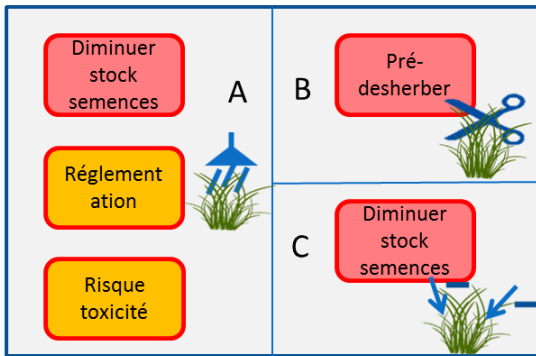 Diminuer
stock
semences
A
Réglement
ation
Risque
toxicité
B
Pré-
desherber
C
Diminuer
stock
semences